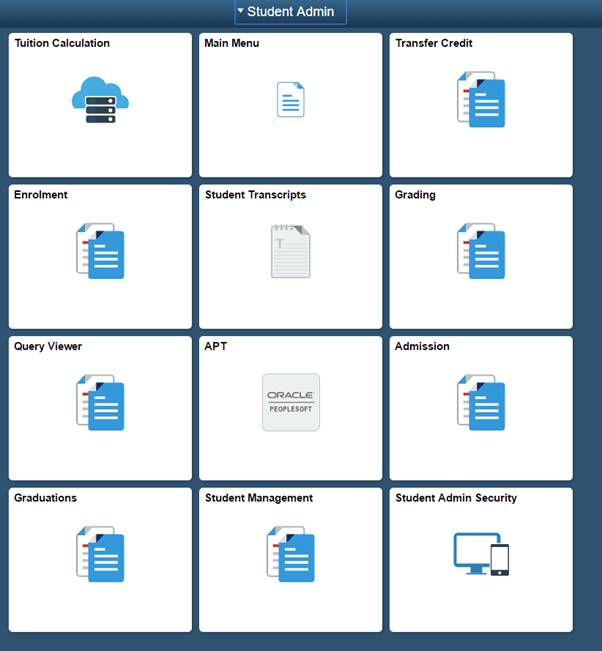 Student Admin
Tuition Calculation
Main Menu
Transfer Credit
Enrolment
Student Transcripts
T
Grading
Query Viewer
APT
ORACLE
PEOPLESOFT
Admission
Graduations
Student Management
Student Admin Security